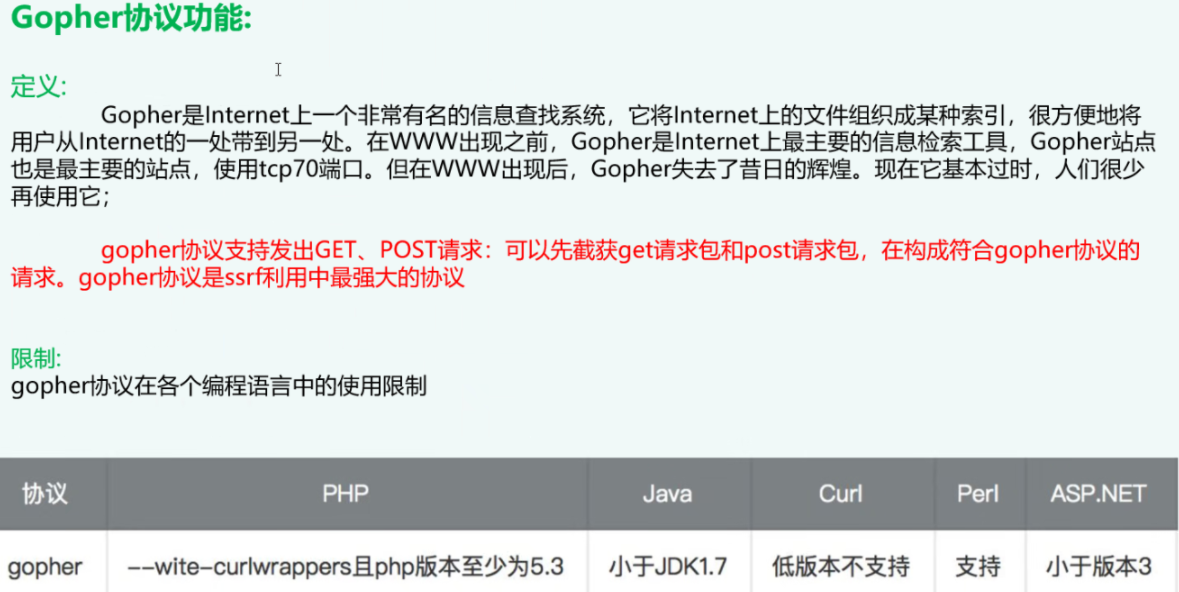 Gopher协议功能:
定义:
Gopher是Internet上一个非常有名的信息查找系统，它将Internet上的文件组织成某种索引，很方便地将
用户从Internet的一处带到另一处。在WWW出现之前，Gopher是Internet上最主要的信息检索工具，Gopher站点
也是最主要的站点，使用tcp70端口。但在WWW出现后，Gopher失去了昔日的辉煌。现在它基本过时，人们很少
再使用它；
gopher协议支持发出GET、POST请求：可以先截获get请求包和post请求包，在构成符合gopher协议的
请求。gopher协议是ssrf利用中最强大的协议
限制:
gopher协议在各个编程语言中的使用限制
协议 PHP Java Curl Perl ASP.NET
gopher --wite-curlwrappers且php版本至少为5.3 小于JDK1.7 低版本不支持 支持 小于版本3